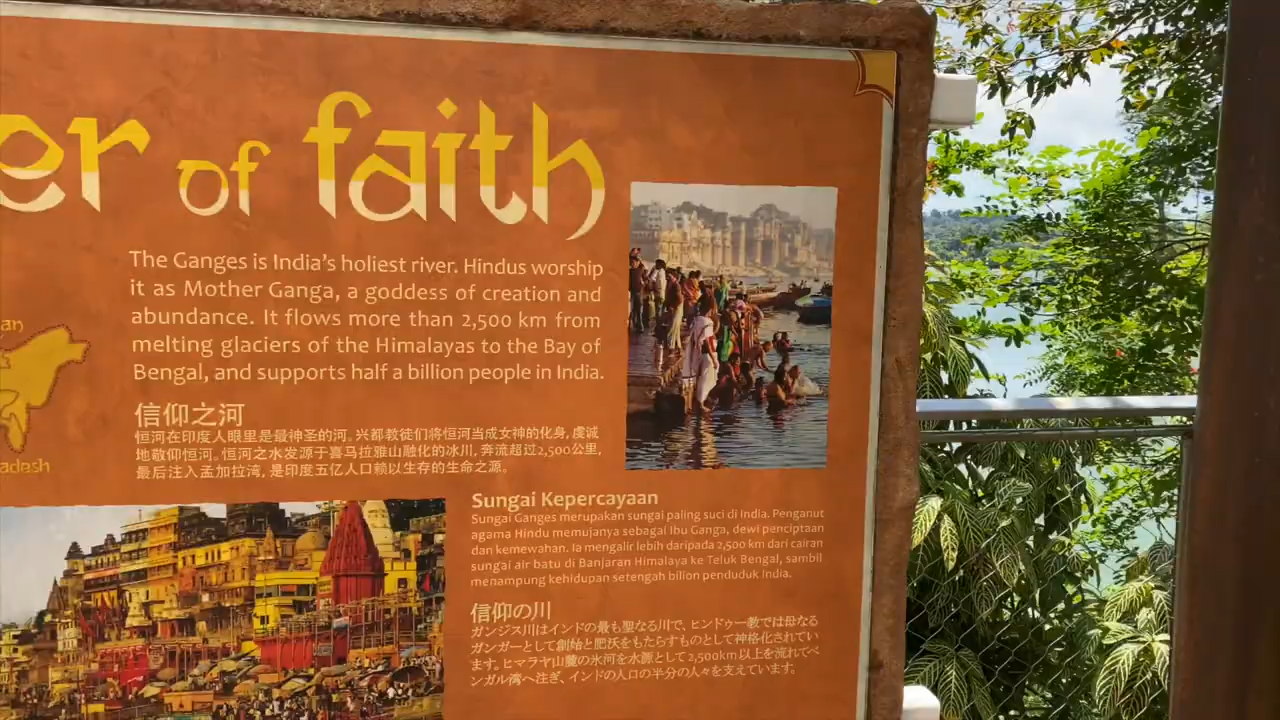 er of faith
The Ganges is India's holiest river. Hindus worship
it as Mother Ganga, a goddess of creation and
abundance. It flows more than 2,500 km from
melting glaciers of the Himalayas to the Bay of
Bengal, and supports half a billion people in India.
an
adesh
信仰之河
恒河在印度人眼里是最神圣的河。兴都教徒们将恒河当成女神的化身，虔诚
地敬仰恒河。恒河之水发源于喜马拉雅山融化的冰川，奔流超过2,500公里，
最后注入孟加拉湾，是印度五亿人口赖以生存的生命之源。
Sungai Kepercayaan
Sungai Ganges merupakan sungai paling suci di India. Penganut
agama Hindu memujanya sebagai Ibu Ganga, dewi penciptaan
dan kemewahan. Ia mengalir lebih daripada 2,500 km dari cairan
sungai air batu di Banjaran Himalaya ke Teluk Bengal, sambil
menampung kehidupan setengah bilion penduduk India.
信仰の川
ガンジス川はインドの最も聖なる川で、ヒンドゥー教では母なる
ガンガーとして創始と肥沃をもたらすものとして神格化されてい
ます。ヒマラヤ山麓の氷河を水源として2,500km以上を流れてベ
ンガル湾へ注ぎ、インドの人口の半分の人々を支えています。